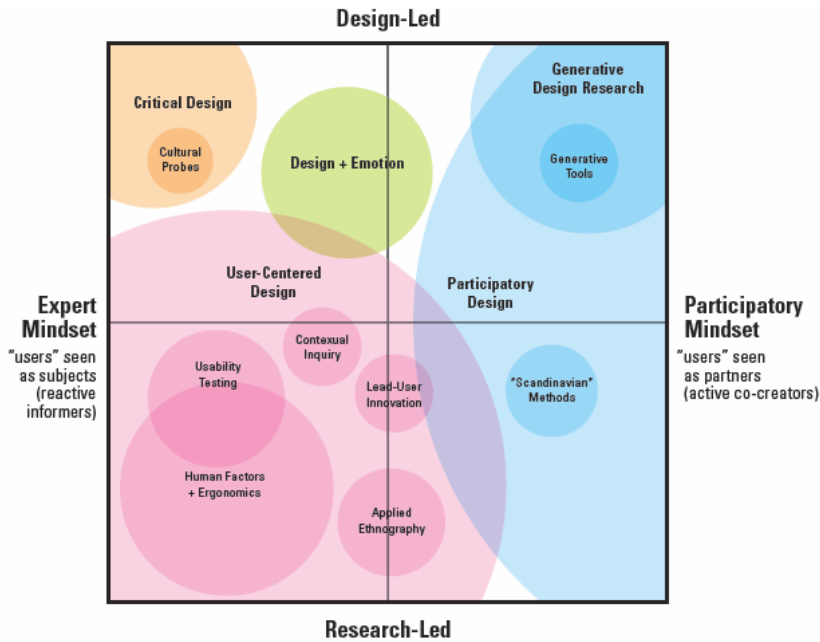 Design-Led
Generative
Design Research
Critical Design
Cultural
Probes
Design + Emotion
Generative
Tools
User-Centered
Design
Participatory
Design
Expert
Mindset
"users" seen
as subjects
(reactive
informers)
Participatory
Mindset
"users" seen
as partners
(active co-creators)
Contexual
Inquiry
Usability
Testing
Lead-User
Innovation
"Scandinavian"
Methods
Human Factors
+ Ergonomics
Applied
Ethnography
Research-Led